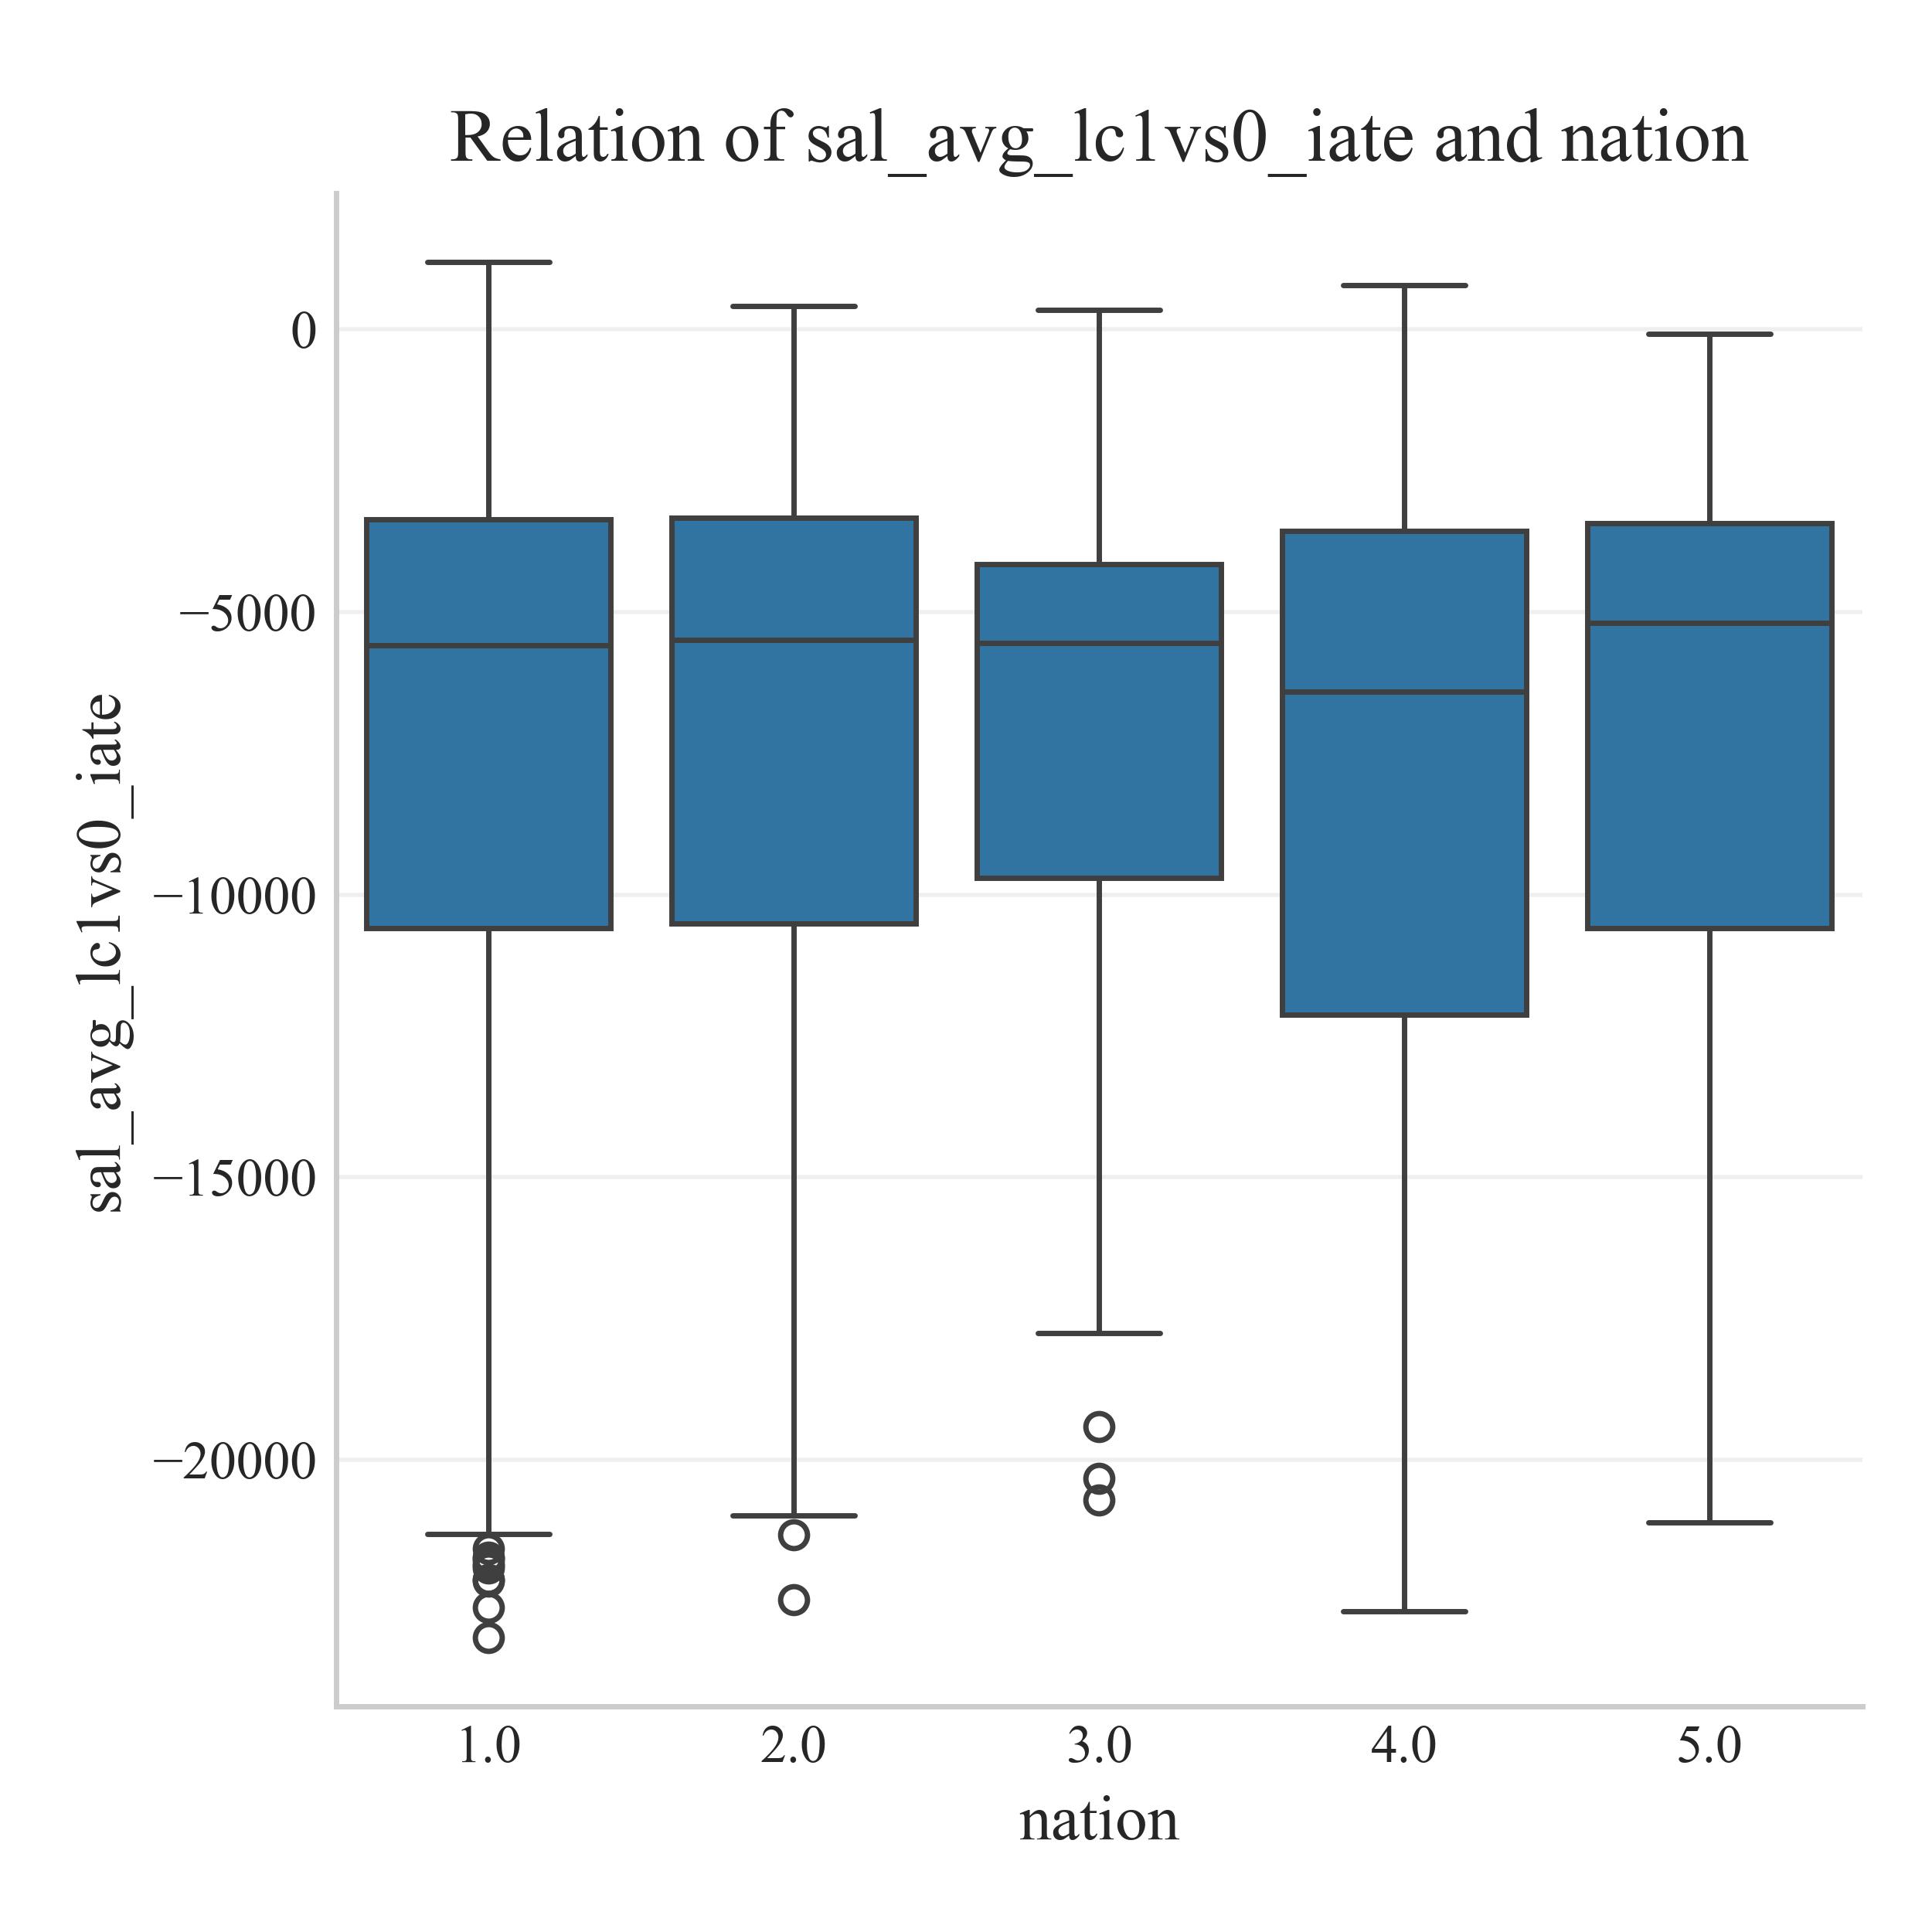 Relation of sal_avg_lc1vs0_iate and nation
sal_avg_lc1vs0_iate
0
−5000
−10000
−15000
−20000
1.0 2.0 3.0 4.0 5.0
nation